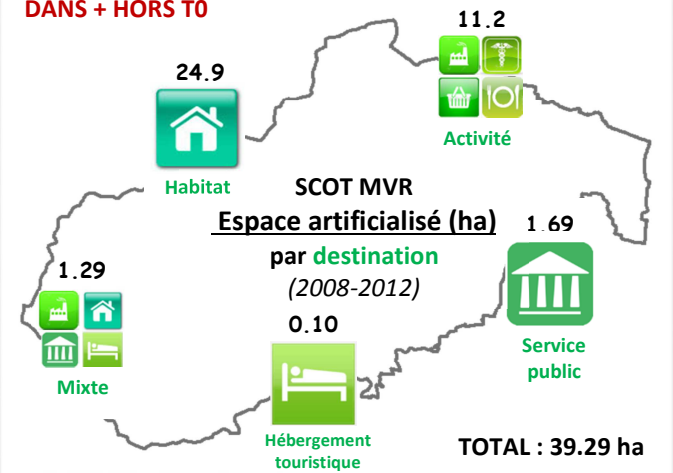 DANS + HORS T0
11.2
Activité
24.9
Habitat
SCOT MVR
Espace artificialisé (ha)
par destination
(2008-2012)
1.69
Service
public
1.29
Mixte
0.10
Hébergement
touristique
TOTAL : 39.29 ha